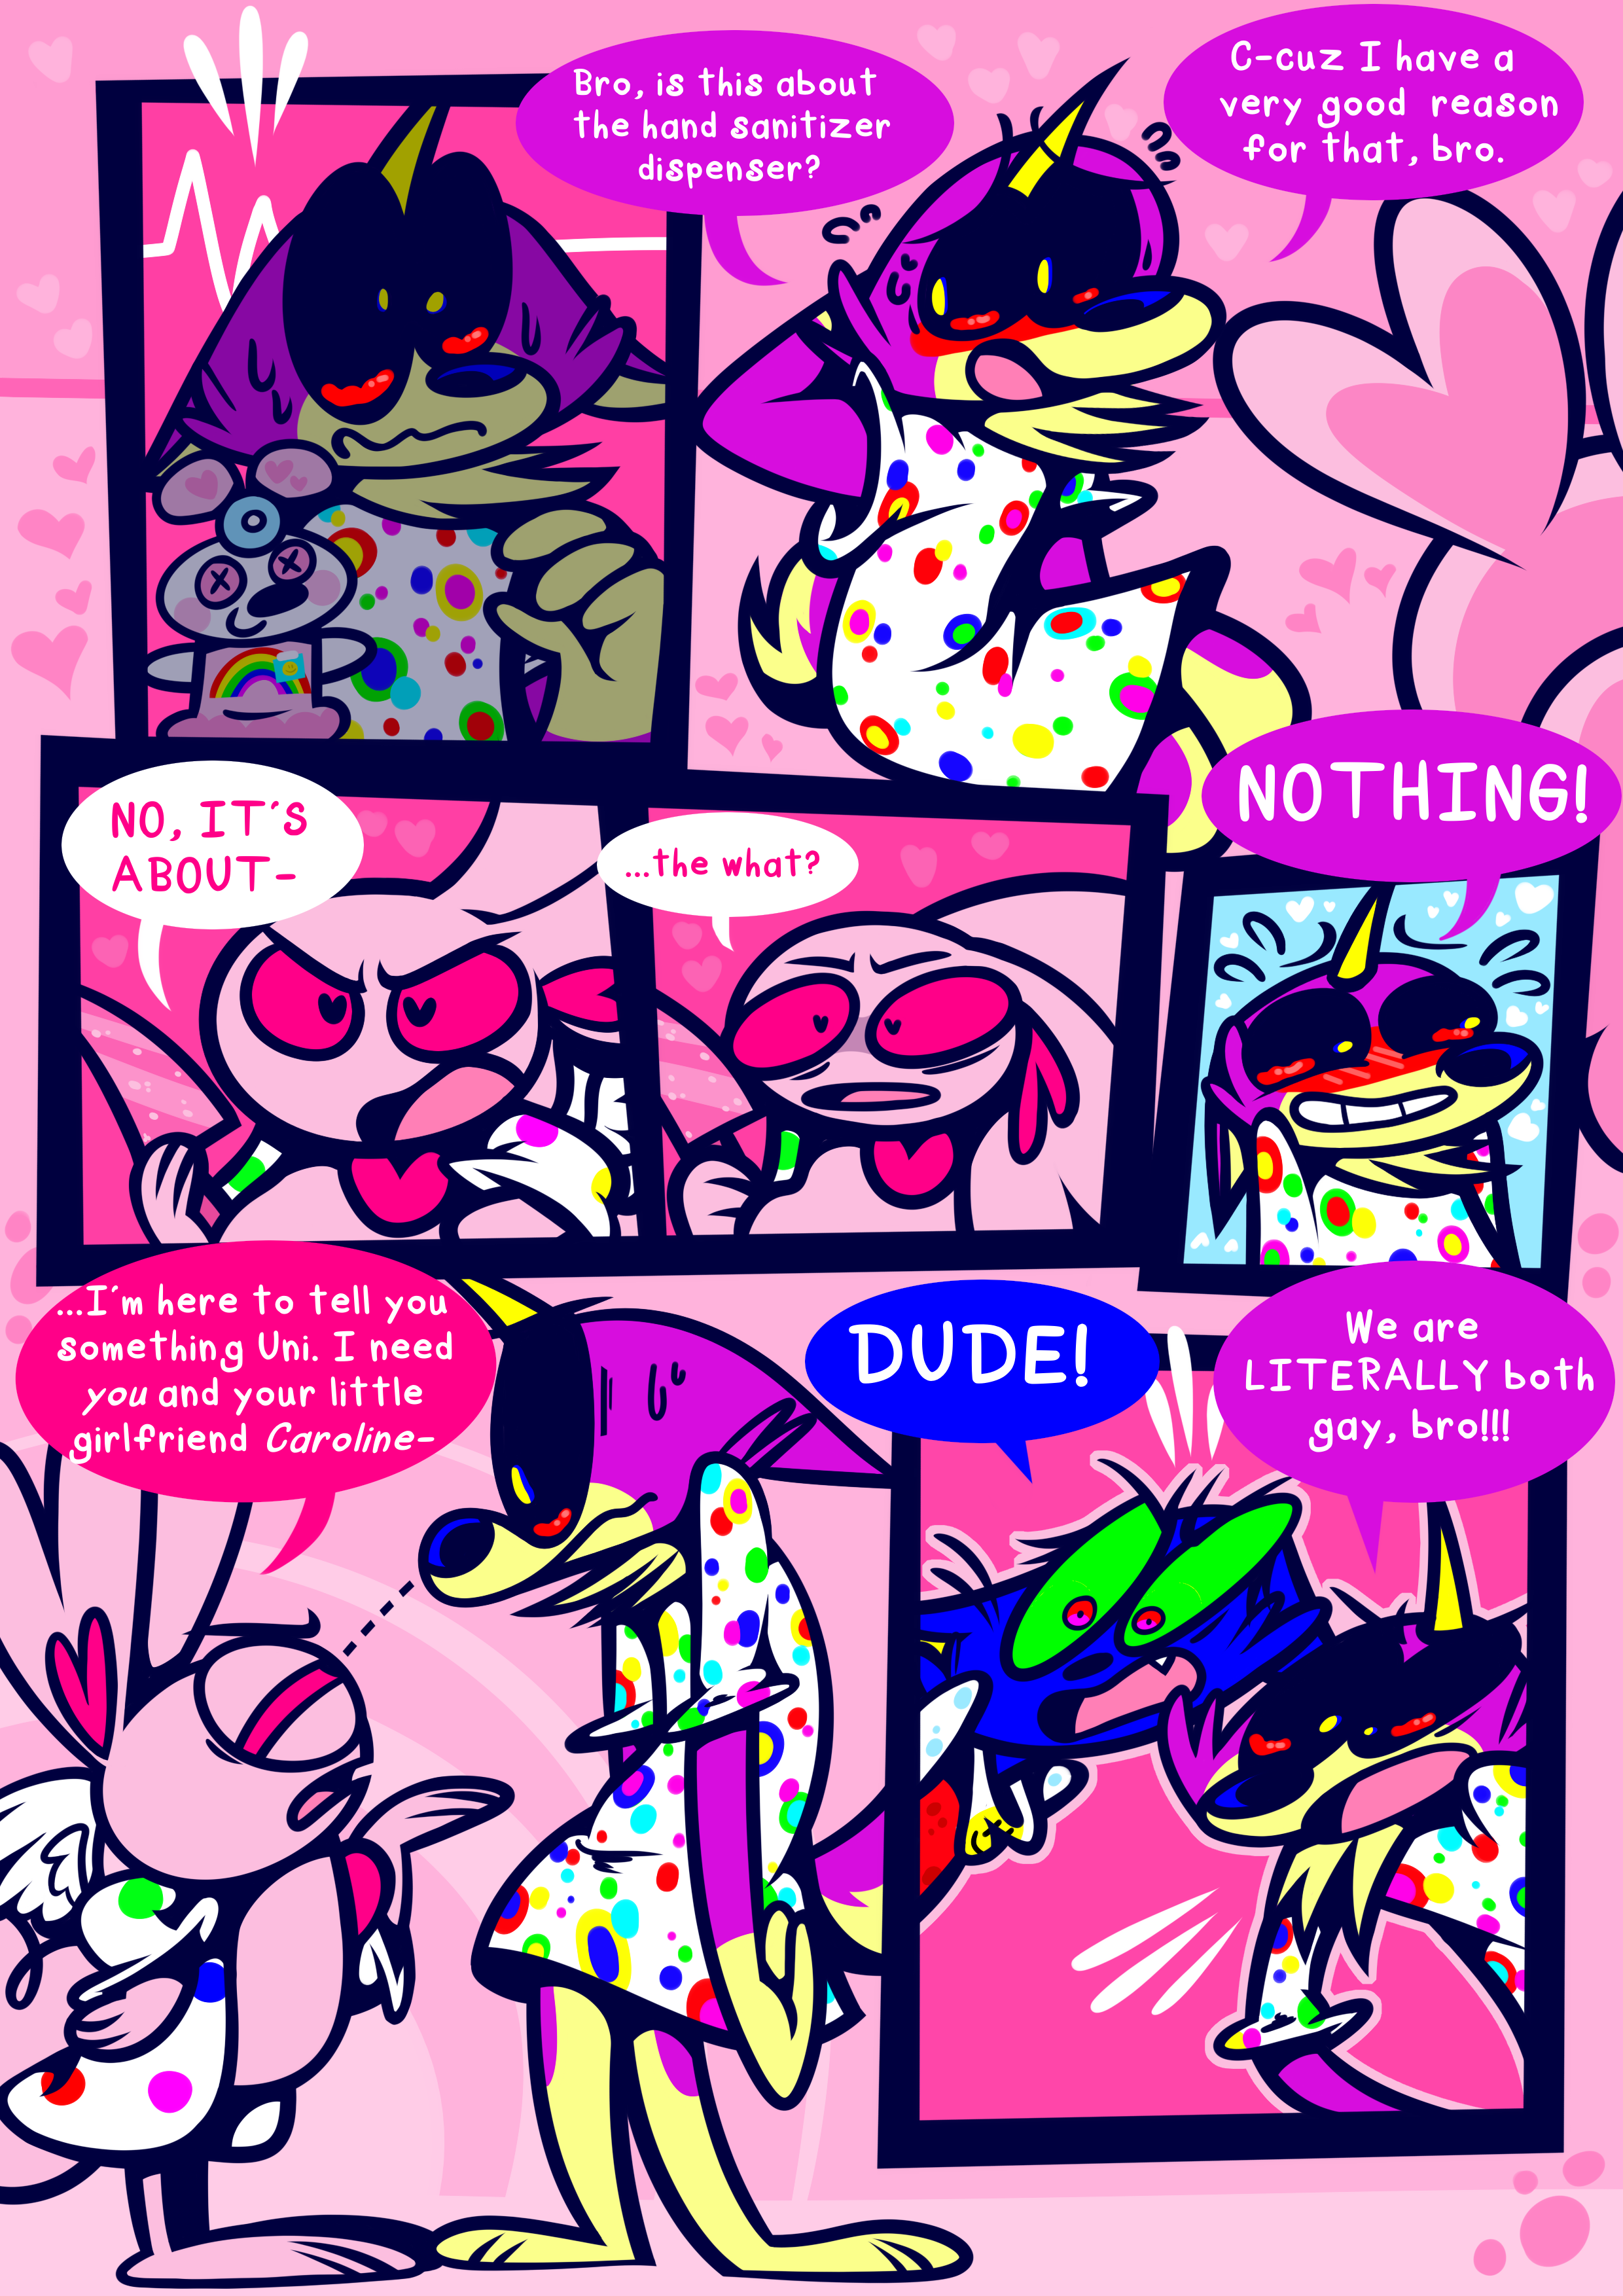 Bro, is this about
the hand sanitizer
dispenser?
C-cuz I have a
very good reason
for that, bro.
NO, IT'S
ABOUT-
...the what?
NOTHING!
...I'm here to tell you
something Uni. I need
you and your little
girlfriend Caroline-
DUDE!
We are
LITERALLY both
gay, bro!!!